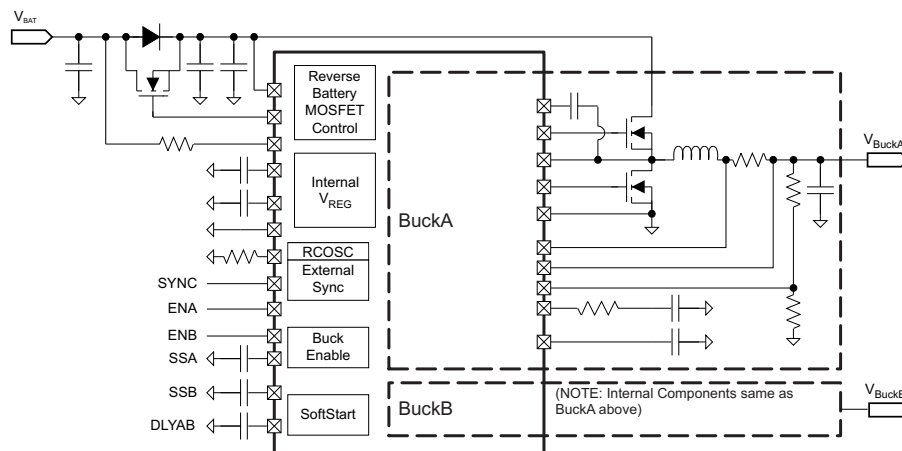 VBAT
Reverse
Battery
MOSFET
Control
Internal
VREG
RCOSC
External
Sync
SYNC
ENA
ENB
Buck
Enable
SSA
SSB
SoftStart
DLYAB
BuckA
VBuckA
BuckB
(NOTE: Internal Components same as
BuckA above)
VBuckB